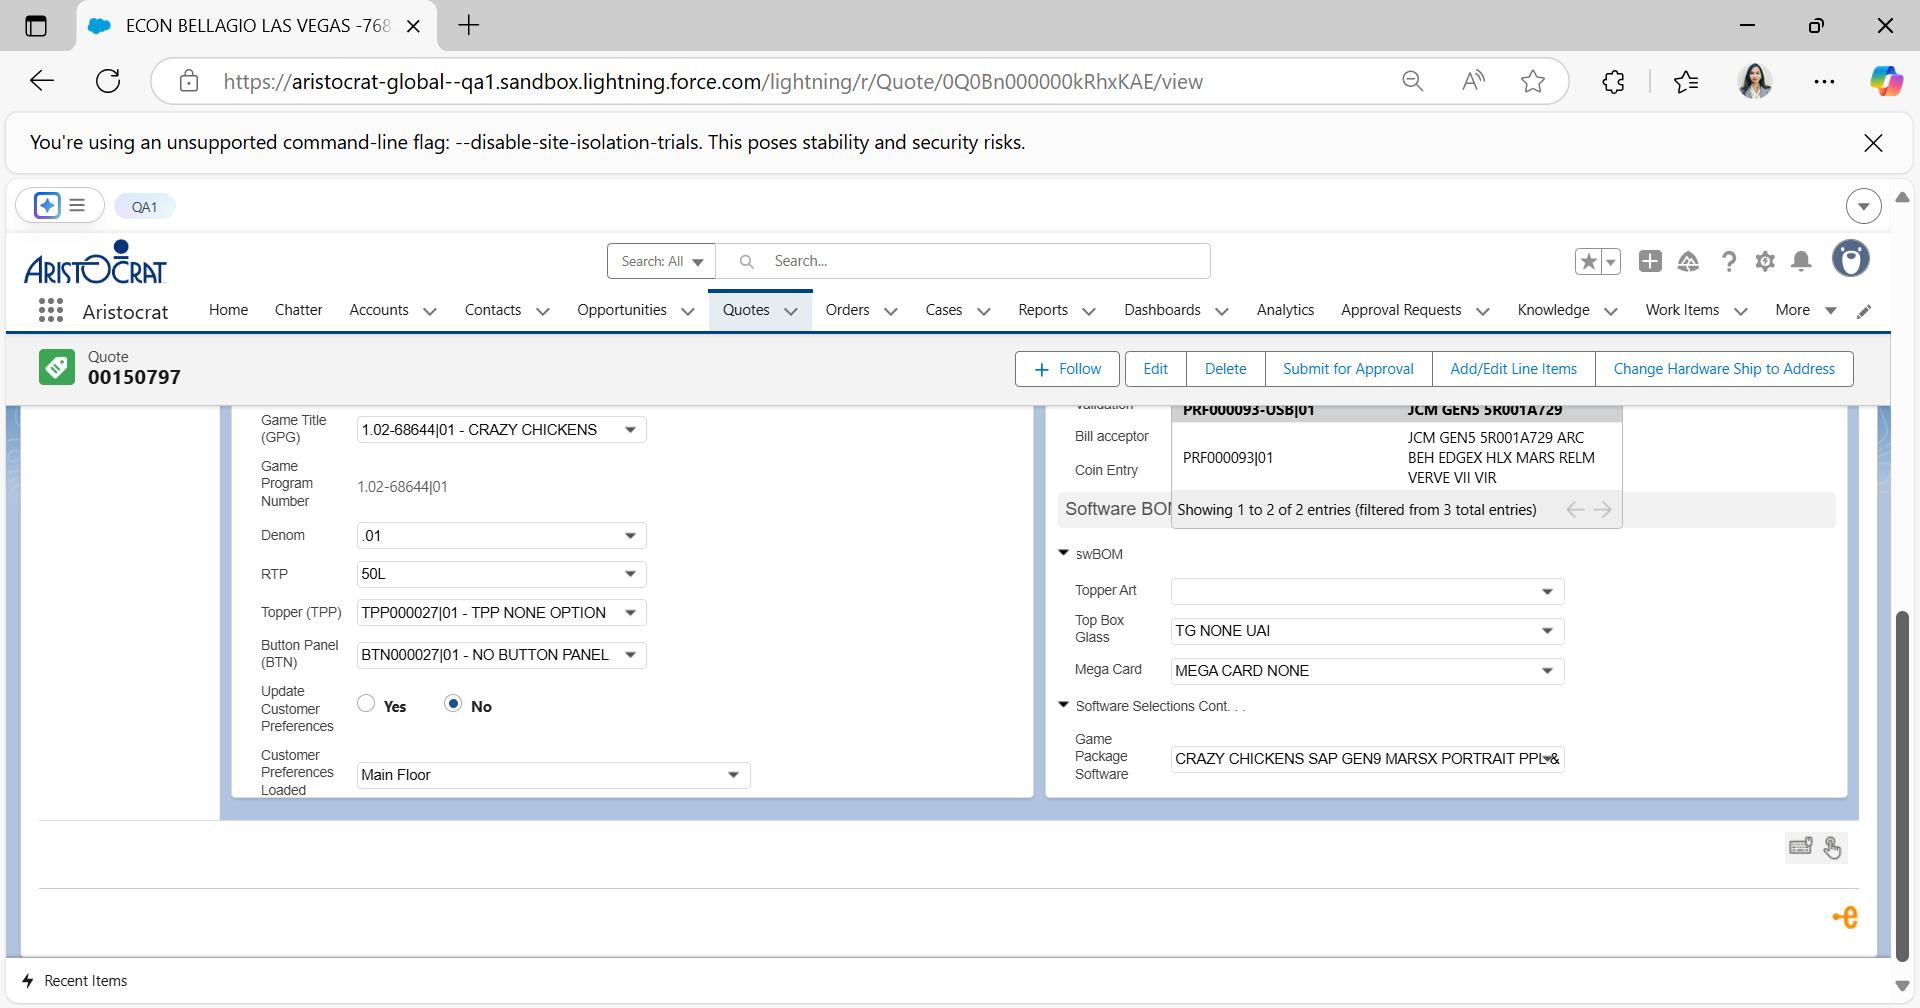 ECON BELLAGIO LAS VEGAS -768
https://aristocrat-global--qa1.sandbox.lightning.force.com/lightning/r/Quote/0Q0Bn000000kRhxKAE/view
You're using an unsupported command-line flag: --disable-site-isolation-trials. This poses stability and security risks.
QA1
ARISTOCRAT
Search: All
Search...
Aristocrat
Home
Chatter
Accounts
Contacts
Opportunities
Quotes
Orders
Cases
Reports
Dashboards
Analytics
Approval Requests
Knowledge
Work Items
More
Quote
00150797
Follow
Edit
Delete
Submit for Approval
Add/Edit Line Items
Change Hardware Ship to Address
Game Title
(GPG)
1.02-68644|01 - CRAZY CHICKENS
Game
Program
Number
1.02-68644|01
Denom
.01
RTP
50L
Topper (TPP)
TPP000027|01 - TPP NONE OPTION
Button Panel
(BTN)
BTN000027|01 - NO BUTTON PANEL
Update
Customer
Preferences
Yes
No
Customer
Preferences
Loaded
Main Floor
Validation
Bill acceptor
Coin Entry
PRF000093-USB|01
JCM GEN5 5R001A729
PRF000093|01
JCM GEN5 5R001A729 ARC
BEH EDGEX HLX MARS RELM
VERVE VII VIR
Showing 1 to 2 of 2 entries (filtered from 3 total entries)
Software BOM
swBOM
Topper Art
Top Box
Glass
TG NONE UAI
Mega Card
MEGA CARD NONE
Software Selections Cont. . .
Game
Package
Software
CRAZY CHICKENS SAP GEN9 MARSX PORTRAIT PPL &
Recent Items